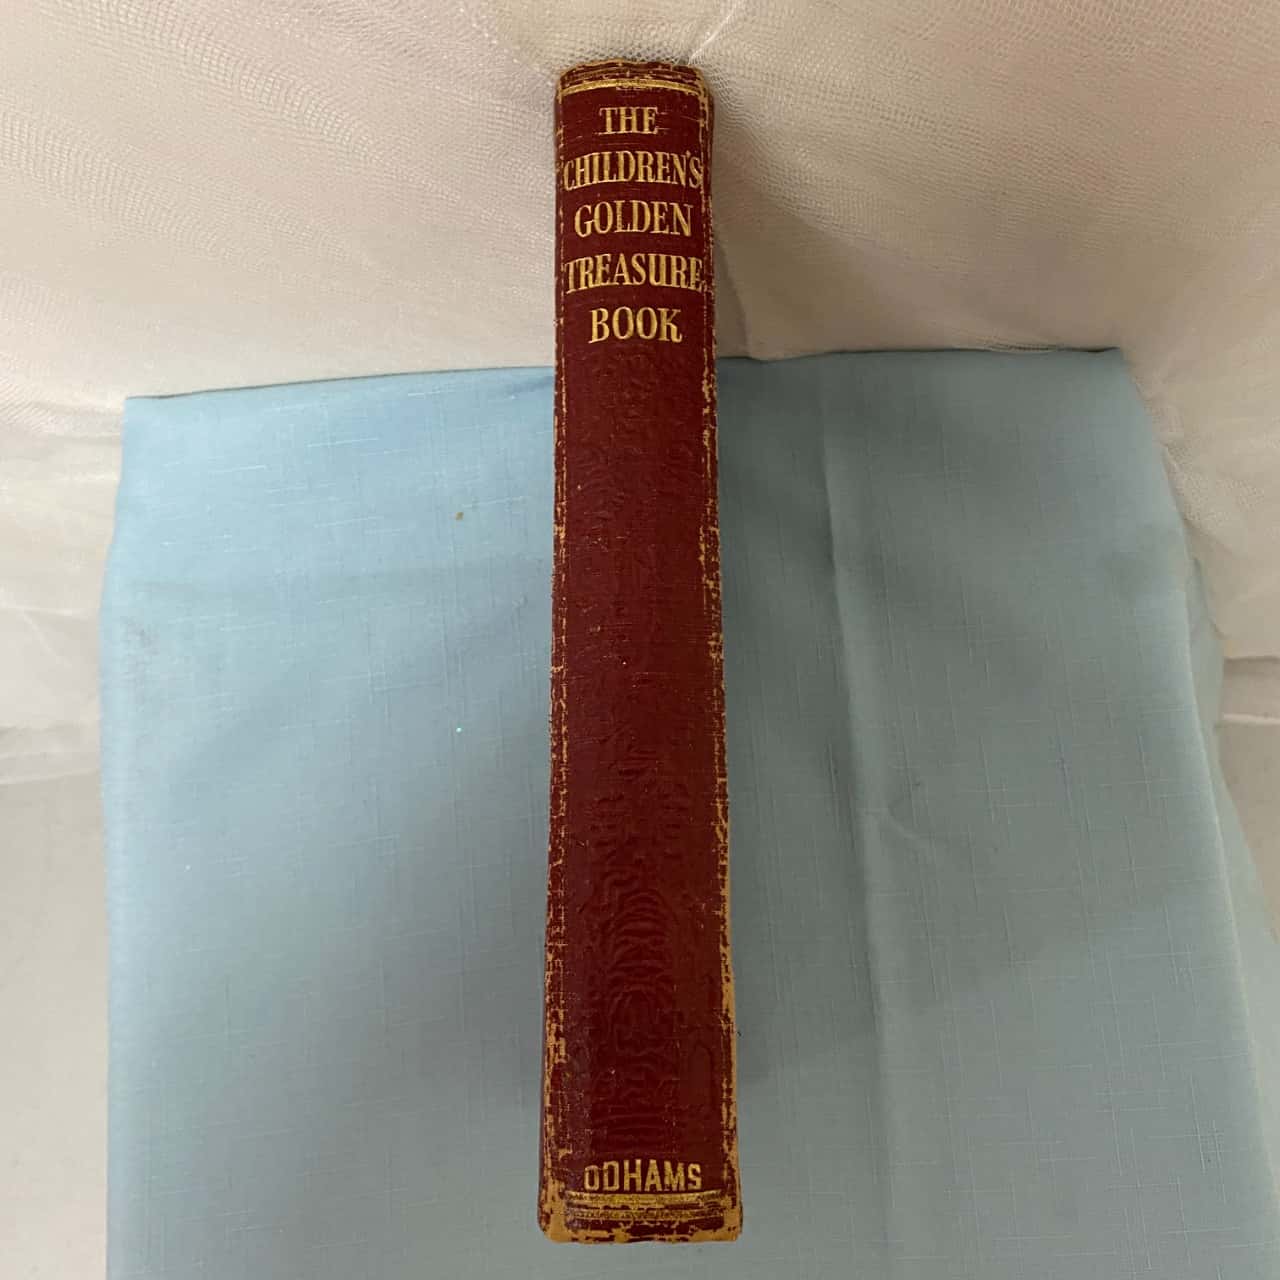 THE
CHILDREN'S
GOLDEN
TREASURE
BOOK
ODHAMS